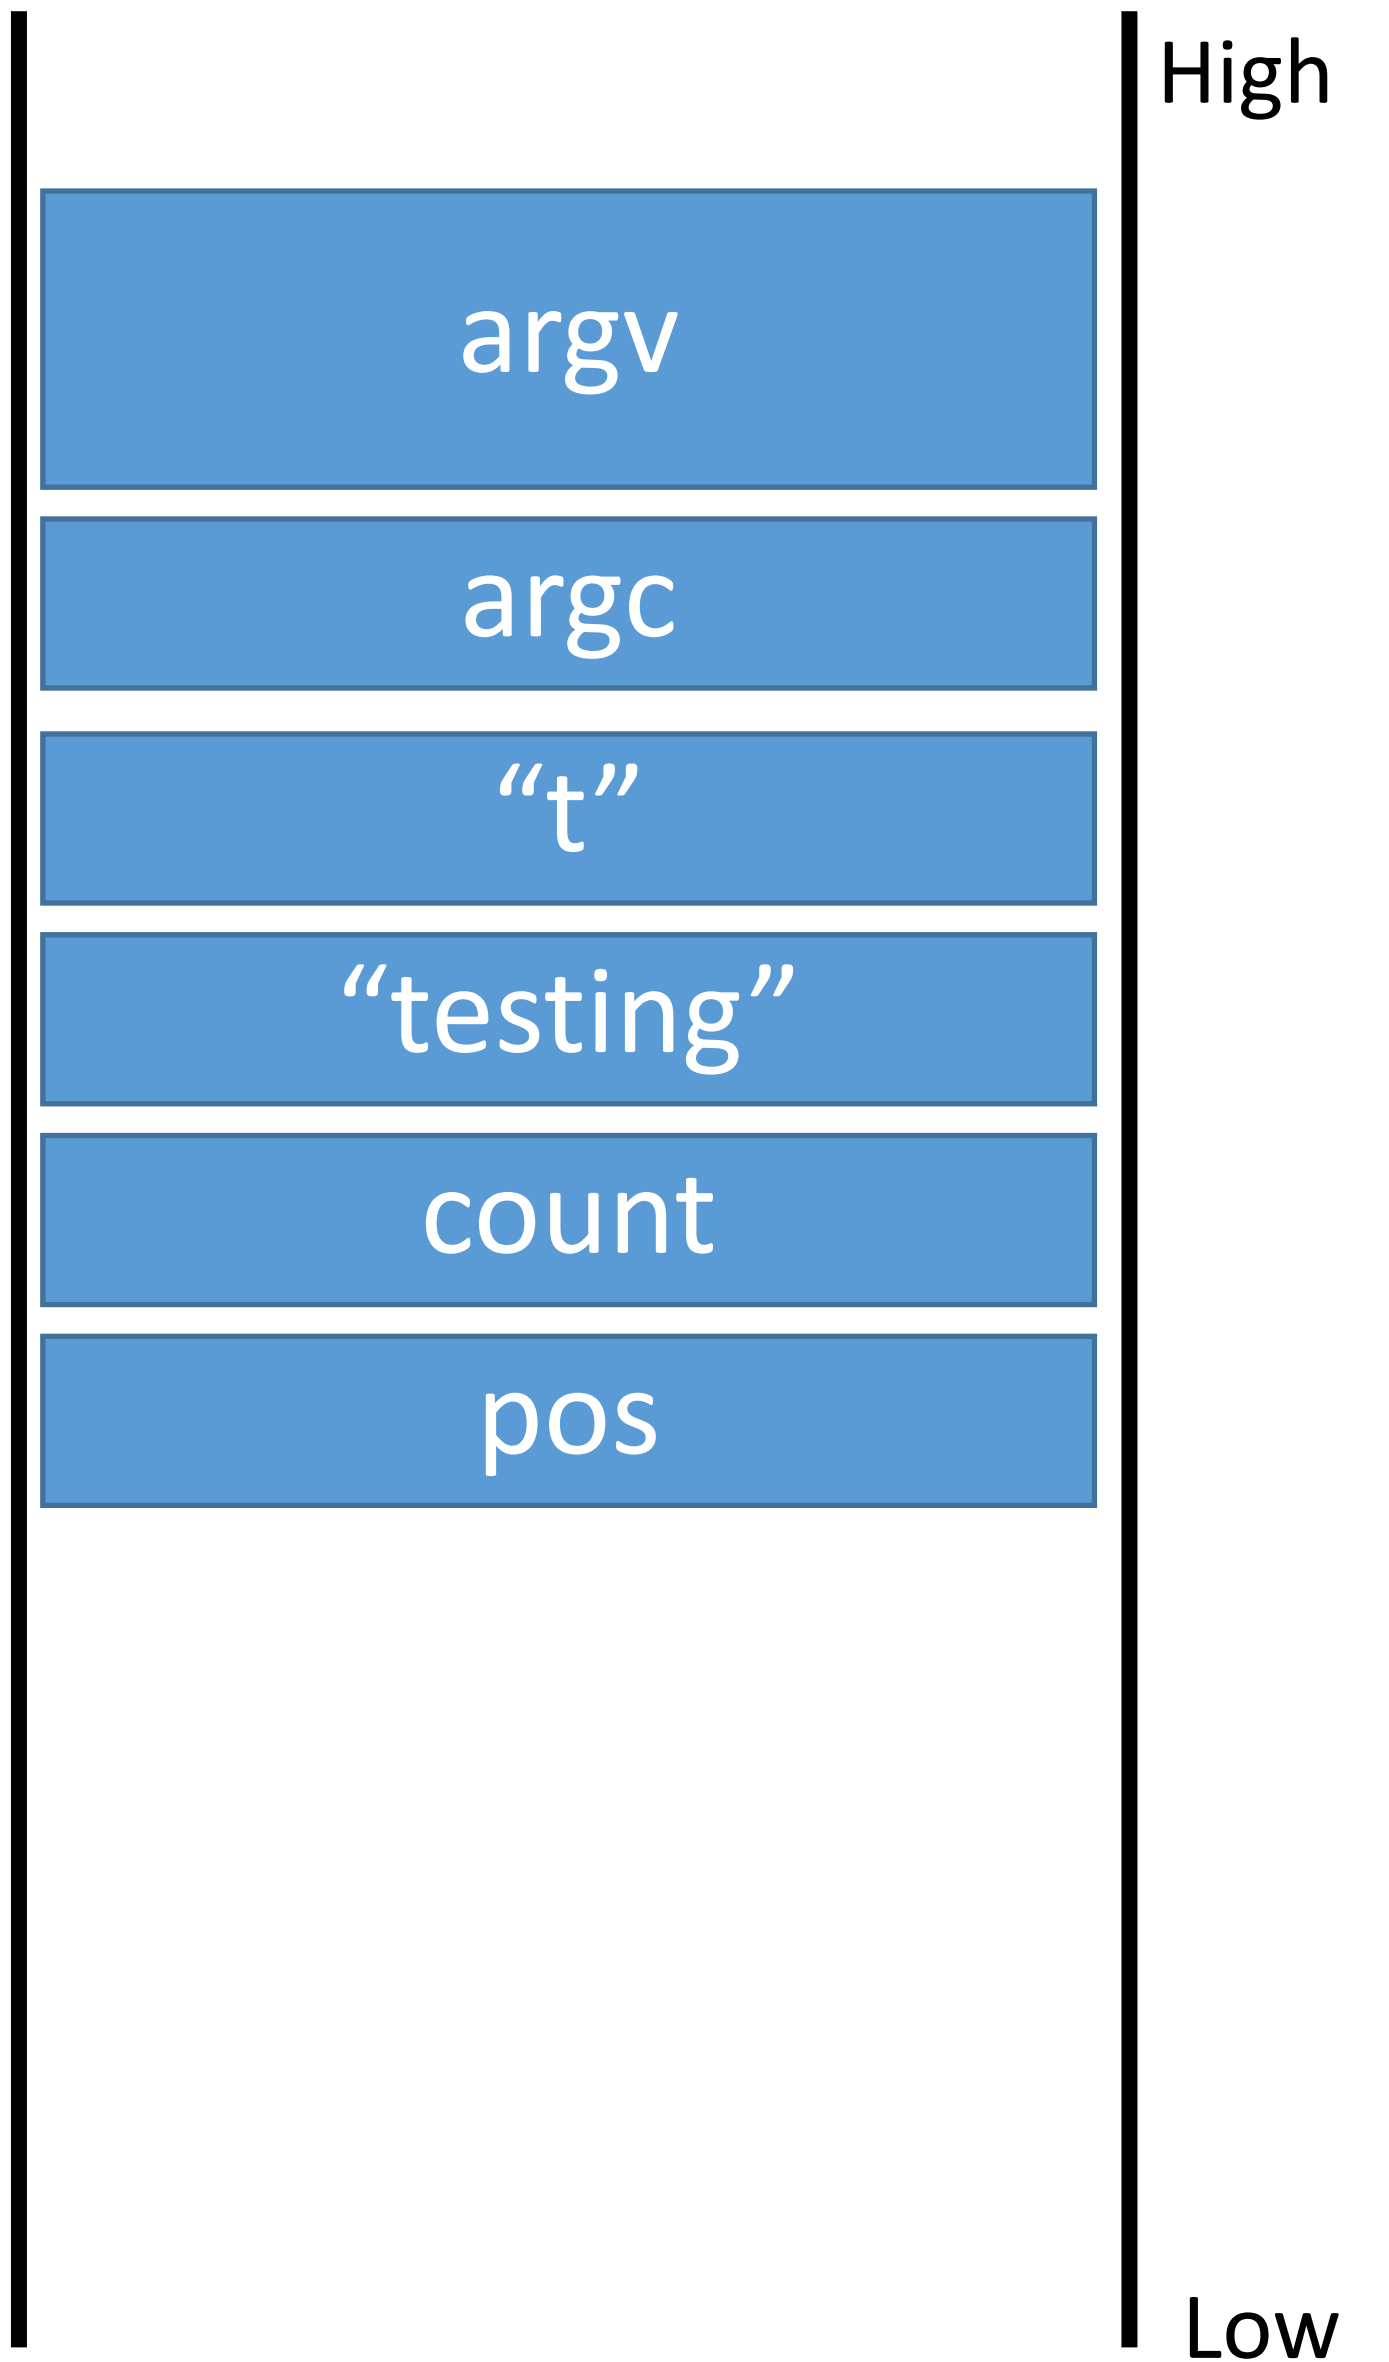 High
argv
argc
“t”
“testing”
count
pos
Low